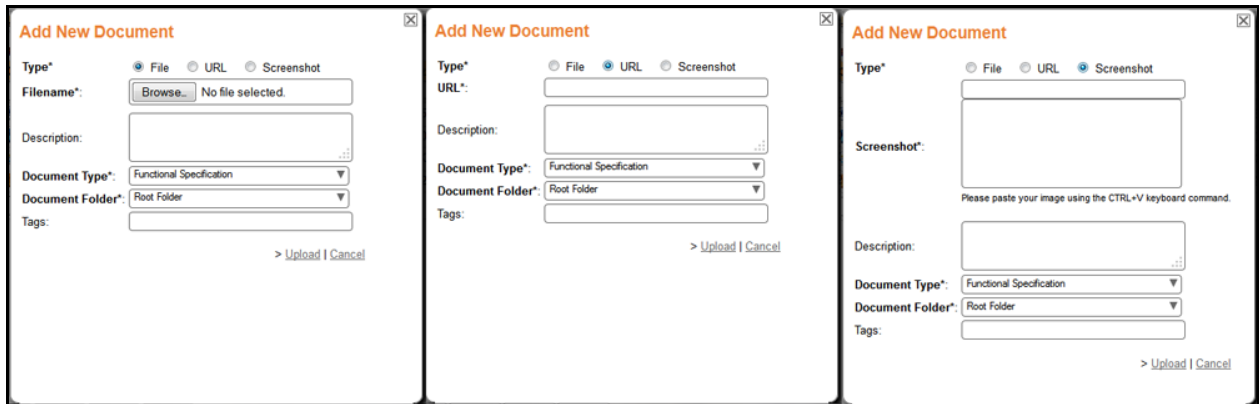 Add New Document
Type* File URL Screenshot
Filename*: Browse_ No file selected.
Description:
Document Type*: Functional Specification
Document Folder*: Root Folder
Tags:
> Upload | Cancel
Add New Document
Type* File URL Screenshot
URL*:
Description:
Document Type*: Functional Specification
Document Folder*: Root Folder
Tags:
> Upload | Cancel
Add New Document
Type* File URL Screenshot
Screenshot*:
Please paste your image using the CTRL+V keyboard command.
Description:
Document Type*: Functional Specification
Document Folder*: Root Folder
Tags:
> Upload | Cancel